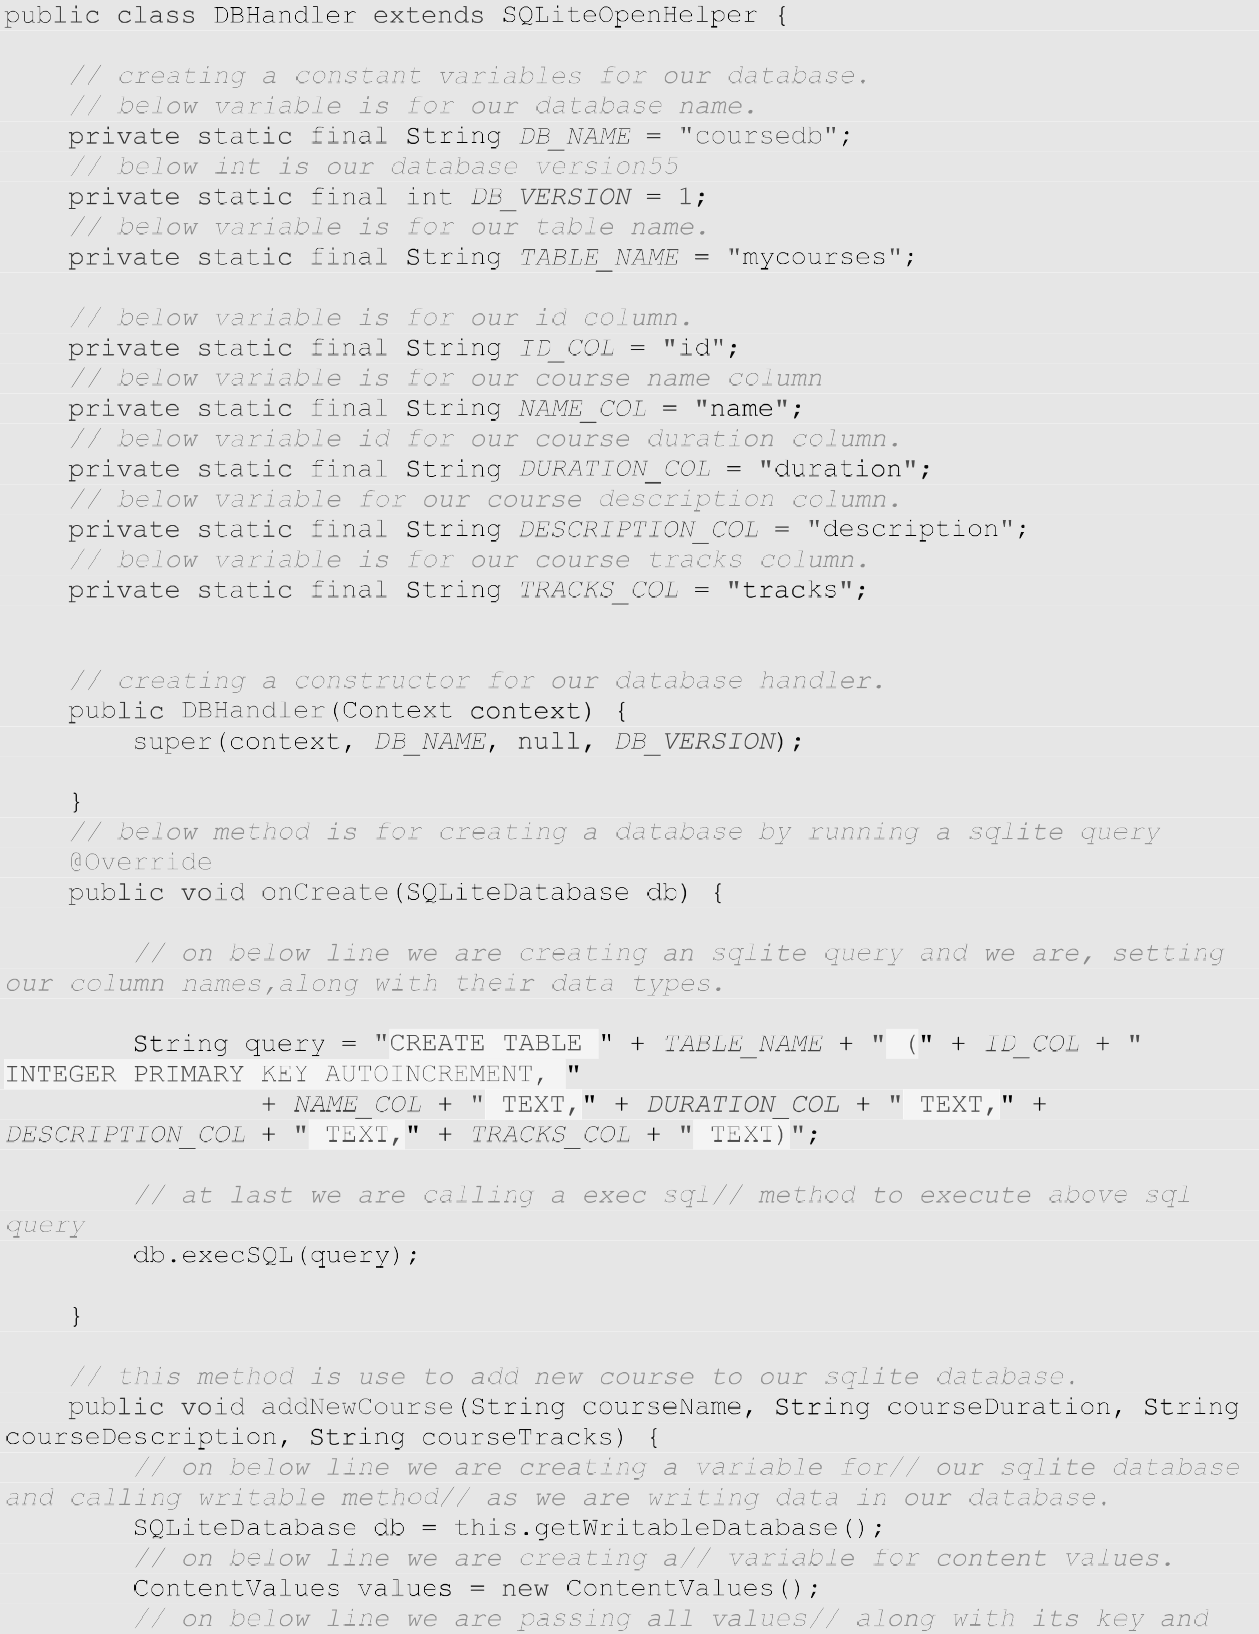 public class DBHandler extends SQLiteOpenHelper {
// creating a constant variables for our database.
// below variable is for our database name.
private static final String DB_NAME = "coursedb";
// below int is our database version55
private static final int DB_VERSION = 1;
// below variable is for our table name.
private static final String TABLE_NAME = "mycourses";
// below variable is for our id column.
private static final String ID_COL = "id";
// below variable is for our course name column
private static final String NAME_COL = "name";
// below variable id for our course duration column.
private static final String DURATION_COL = "duration";
// below variable for our course description column.
private static final String DESCRIPTION_COL = "description";
// below variable is for our course tracks column.
private static final String TRACKS_COL = "tracks";
// creating a constructor for our database handler.
public DBHandler(Context context) {
super(context, DB_NAME, null, DB_VERSION);
}
// below method is for creating a database by running a sqlite query
@Override
public void onCreate(SQLiteDatabase db) {
// on below line we are creating an sqlite query and we are, setting
our column names,along with their data types.
String query = "CREATE TABLE " + TABLE_NAME + " (" + ID_COL + "
INTEGER PRIMARY KEY AUTOINCREMENT, "
+ NAME_COL + " TEXT," + DURATION_COL + " TEXT," +
DESCRIPTION_COL + " TEXT," + TRACKS_COL + " TEXT)";
// at last we are calling a exec sql// method to execute above sql
query
db.execSQL(query);
}
// this method is use to add new course to our sqlite database.
public void addNewCourse(String courseName, String courseDuration, String
courseDescription, String courseTracks) {
// on below line we are creating a variable for// our sqlite database
and calling writable method// as we are writing data in our database.
SQLiteDatabase db = this.getWritableDatabase();
// on below line we are creating a// variable for content values.
ContentValues values = new ContentValues();
// on below line we are passing all values// along with its key and